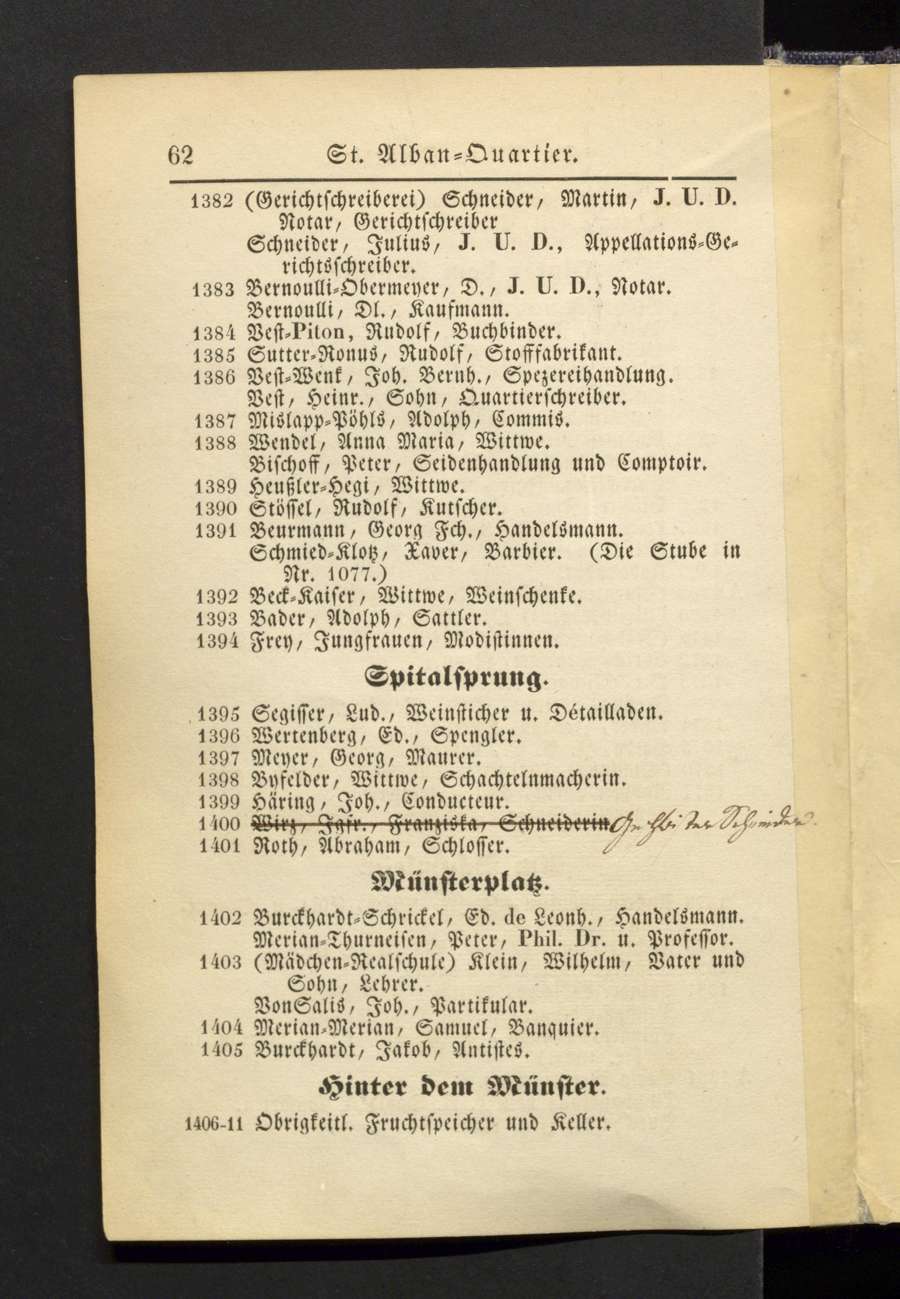 62 St. Alban-Quartier.
1382 (Gerichtschreiberei) Schneider, Martin, J. U. D.
Notar, Gerichtschreiber
Schneider, Julius, J. U. D., Appellations-Ge-
richtsschreiber.
1383 Bernoulli-Obermeyer, D., J. U. D., Notar.
Bernoulli, Dl., Kaufmann.
1384 Vest-Piton, Rudolf, Buchbinder.
1385 Sutter-Ronus, Rudolf, Stofffabrikant.
1386 Vest-Wenk, Joh. Bernh., Spezereihandlung.
Vest, Heinr., Sohn, Quartierschreiber.
1387 Mislapp-Pöhls, Adolph, Commis.
1388 Wendel, Anna Maria, Wittwe.
Bischoff, Peter, Seidenhandlung und Comptoir.
1389 Heußler-Hegi, Wittwe.
1390 Stössel, Rudolf, Kutscher.
1391 Beurmann, Georg Fch., Handelsmann.
Schmied-Klotz, Xaver, Barbier. (Die Stube in
Nr. 1077.)
1392 Beck-Kaiser, Wittwe, Weinschenke.
1393 Bader, Adolph, Sattler.
1394 Frey, Jungfrauen, Modistinnen.
Spitalsprung.
1395 Segisser, Lud., Weinsticher u. Détailladen.
1396 Wertenberg, Ed., Spengler.
1397 Meyer, Georg, Maurer.
1398 Byfelder, Wittwe, Schachtelnmacherin.
1399 Häring, Joh., Conducteur.
1400 Wirz, Jgfr., Franziska, Schneiderin
1401 Roth, Abraham, Schlosser.
Münsterplatz.
1402 Burckhardt-Schrickel, Ed. de Leonh., Handelsmann.
Merian-Thurneisen, Peter, Phil. Dr. u. Professor.
1403 (Mädchen-Realschule) Klein, Wilhelm, Vater und
Sohn, Lehrer.
VonSalis, Joh., Partikular.
1404 Merian-Merian, Samuel, Banquier.
1405 Burckhardt, Jakob, Antistes.
Hinter dem Münster.
1406-11 Obrigkeitl. Fruchtspeicher und Keller.